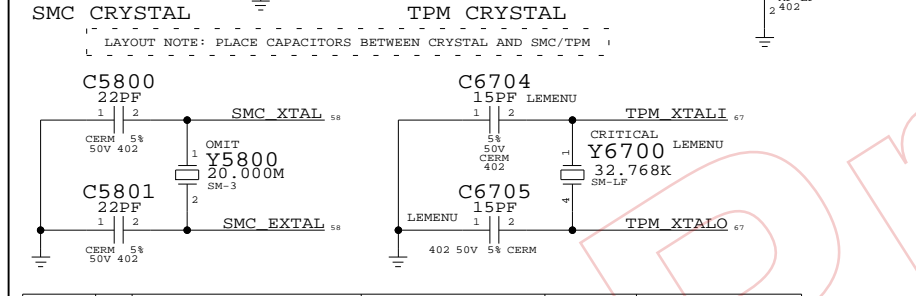 2 402
SMC CRYSTAL
TPM CRYSTAL
LAYOUT NOTE: PLACE CAPACITORS BETWEEN CRYSTAL AND SMC/TPM
C5800
22PF
1 2
CERM 5%
50V 402
SMC_XTAL 58
OMIT
1
Y5800
20.000M
SM-3
2
C5801
22PF
1 2
CERM 5%
50V 402
SMC_EXTAL 58
C6704
15PF LEMENU
1 2
5%
50V
CERM
402
TPM_XTALI 67
CRITICAL
1
Y6700 LEMENU
32.768K
SM-LF
4
C6705
15PF
LEMENU
1 2
402 50V 5% CERM
TPM_XTALO 67